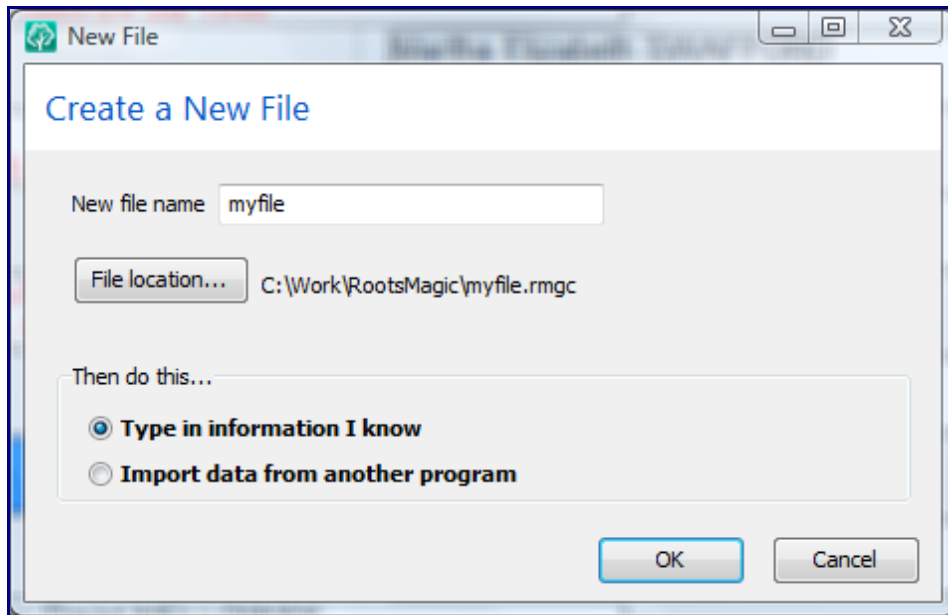 New File
Create a New File
New file name myfile
File location... C:\Work\RootsMagic\myfile.rmgc
Then do this...
Type in information I know
Import data from another program
OK Cancel